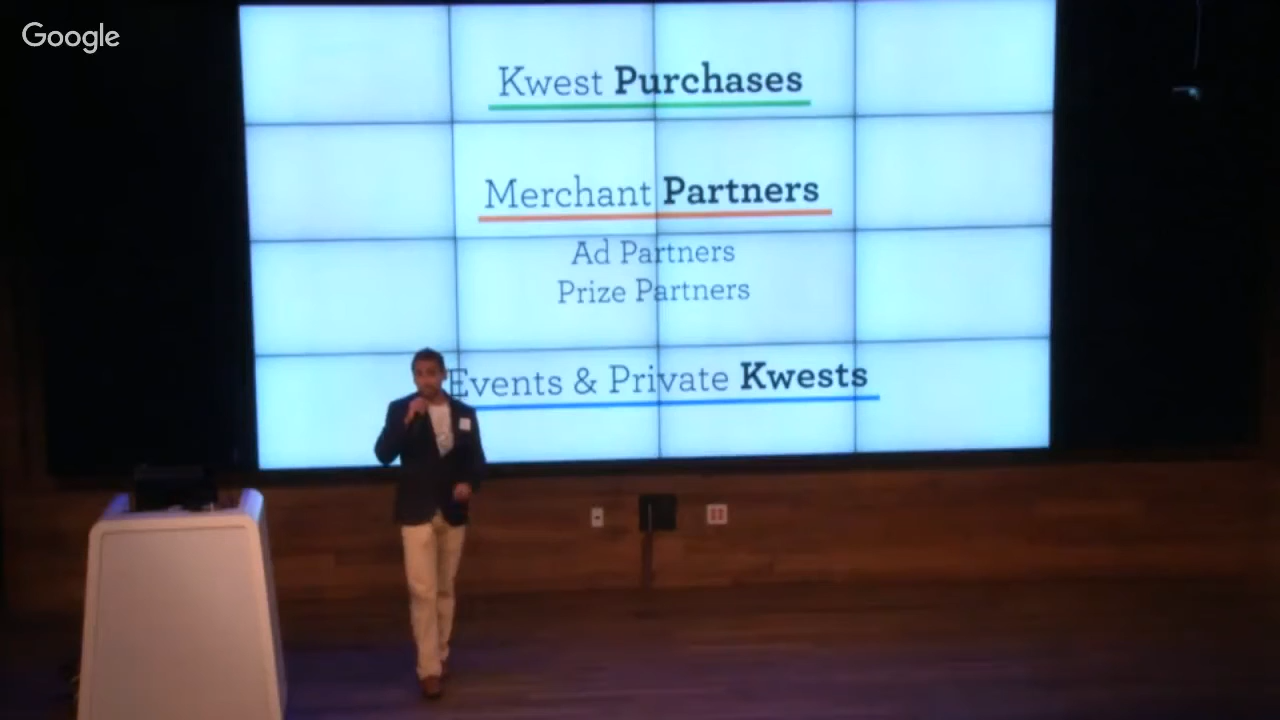 Google
Kwest Purchases
Merchant Partners
Ad Partners
Prize Partners
Events & Private Kwests